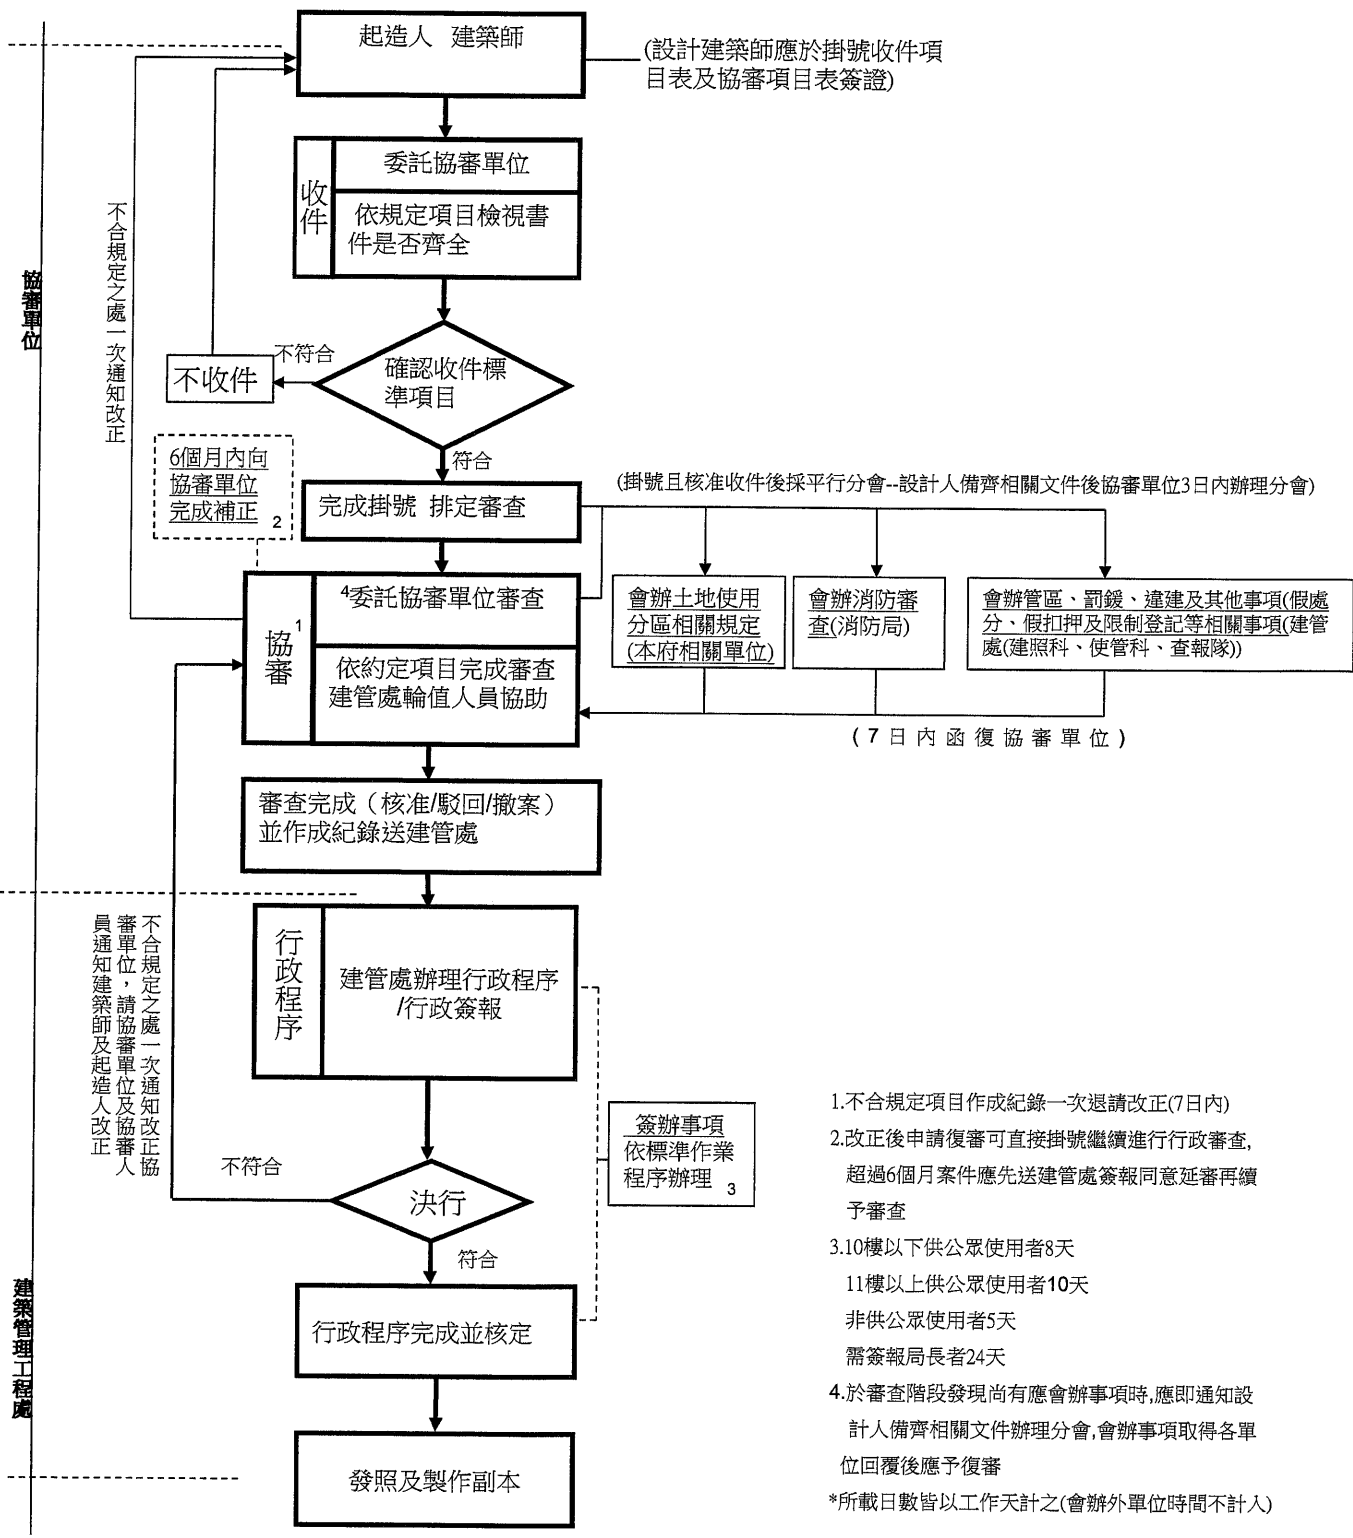 起造人 建築師
(設計建築師應於掛號收件項
目表及協審項目表簽證)
收件
委託協審單位
依規定項目檢視書
件是否齊全
不合規定之處一次通知改正
協審單位
確認收件標
準項目
不符合
不收件
符合
6個月內向
協審單位
完成補正 2
完成掛號 排定審查
(掛號且核准收件後採平行分會--設計人備齊相關文件後協審單位3日內辦理分會)
協審 1
4委託協審單位審查
依約定項目完成審查
建管處輪值人員協助
會辦土地使用
分區相關規定
(本府相關單位)
會辦消防審
查(消防局)
會辦管區、罰鍰、違建及其他事項(假處
分、假扣押及限制登記等相關事項(建管
處(建照科、使管科、查報隊))
(7日內函復協審單位)
審查完成（核准/駁回/撤案）
並作成紀錄送建管處
行政程序
建管處辦理行政程序
/行政簽報
不合規定之處一次通知改正協
審單位，請協審單位及協審人
員通知建築師及起造人改正
簽辦事項
依標準作業
程序辦理 3
不符合
決行
符合
建築管理工程處
行政程序完成並核定
發照及製作副本
1.不合規定項目作成紀錄一次退請改正(7日內)
2.改正後申請復審可直接掛號繼續進行行政審查,
超過6個月案件應先送建管處簽報同意延審再續
予審查
3.10樓以下供公眾使用者8天
11樓以上供公眾使用者10天
非供公眾使用者5天
需簽報局長者24天
4.於審查階段發現尚有應會辦事項時,應即通知設
計人備齊相關文件辦理分會,會辦事項取得各單
位回覆後應予復審
*所載日數皆以工作天計之(會辦外單位時間不計入)